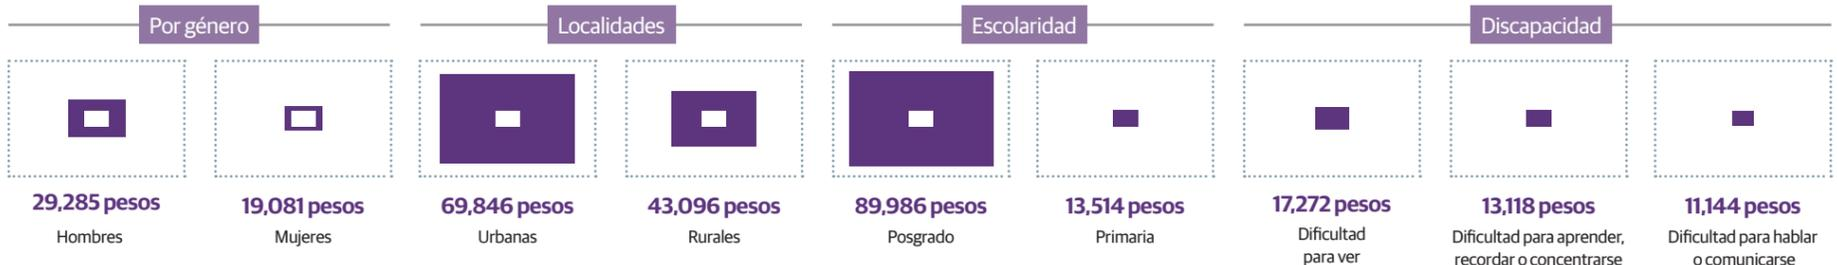 Por género
29,285 pesos
Hombres
19,081 pesos
Mujeres
Localidades
69,846 pesos
Urbanas
43,096 pesos
Rurales
Escolaridad
89,986 pesos
Posgrado
13,514 pesos
Primaria
Discapacidad
17,272 pesos
Dificultad
para ver
13,118 pesos
Dificultad para aprender,
recordar o concentrarse
11,144 pesos
Dificultad para hablar
o comunicarse